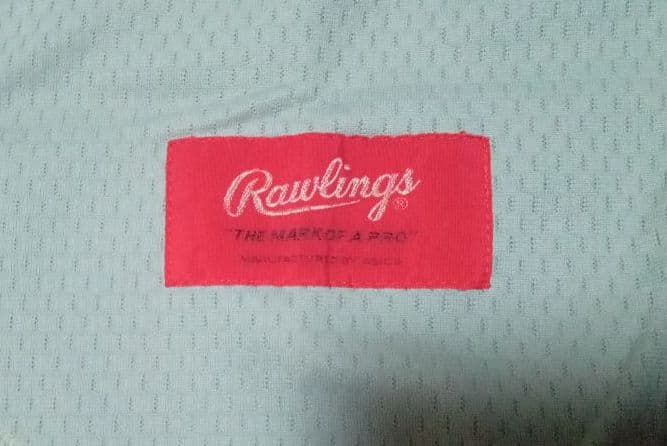 Rawlings®
"THE MARK OF A PRO"
MANUFACTURED BY ASICS